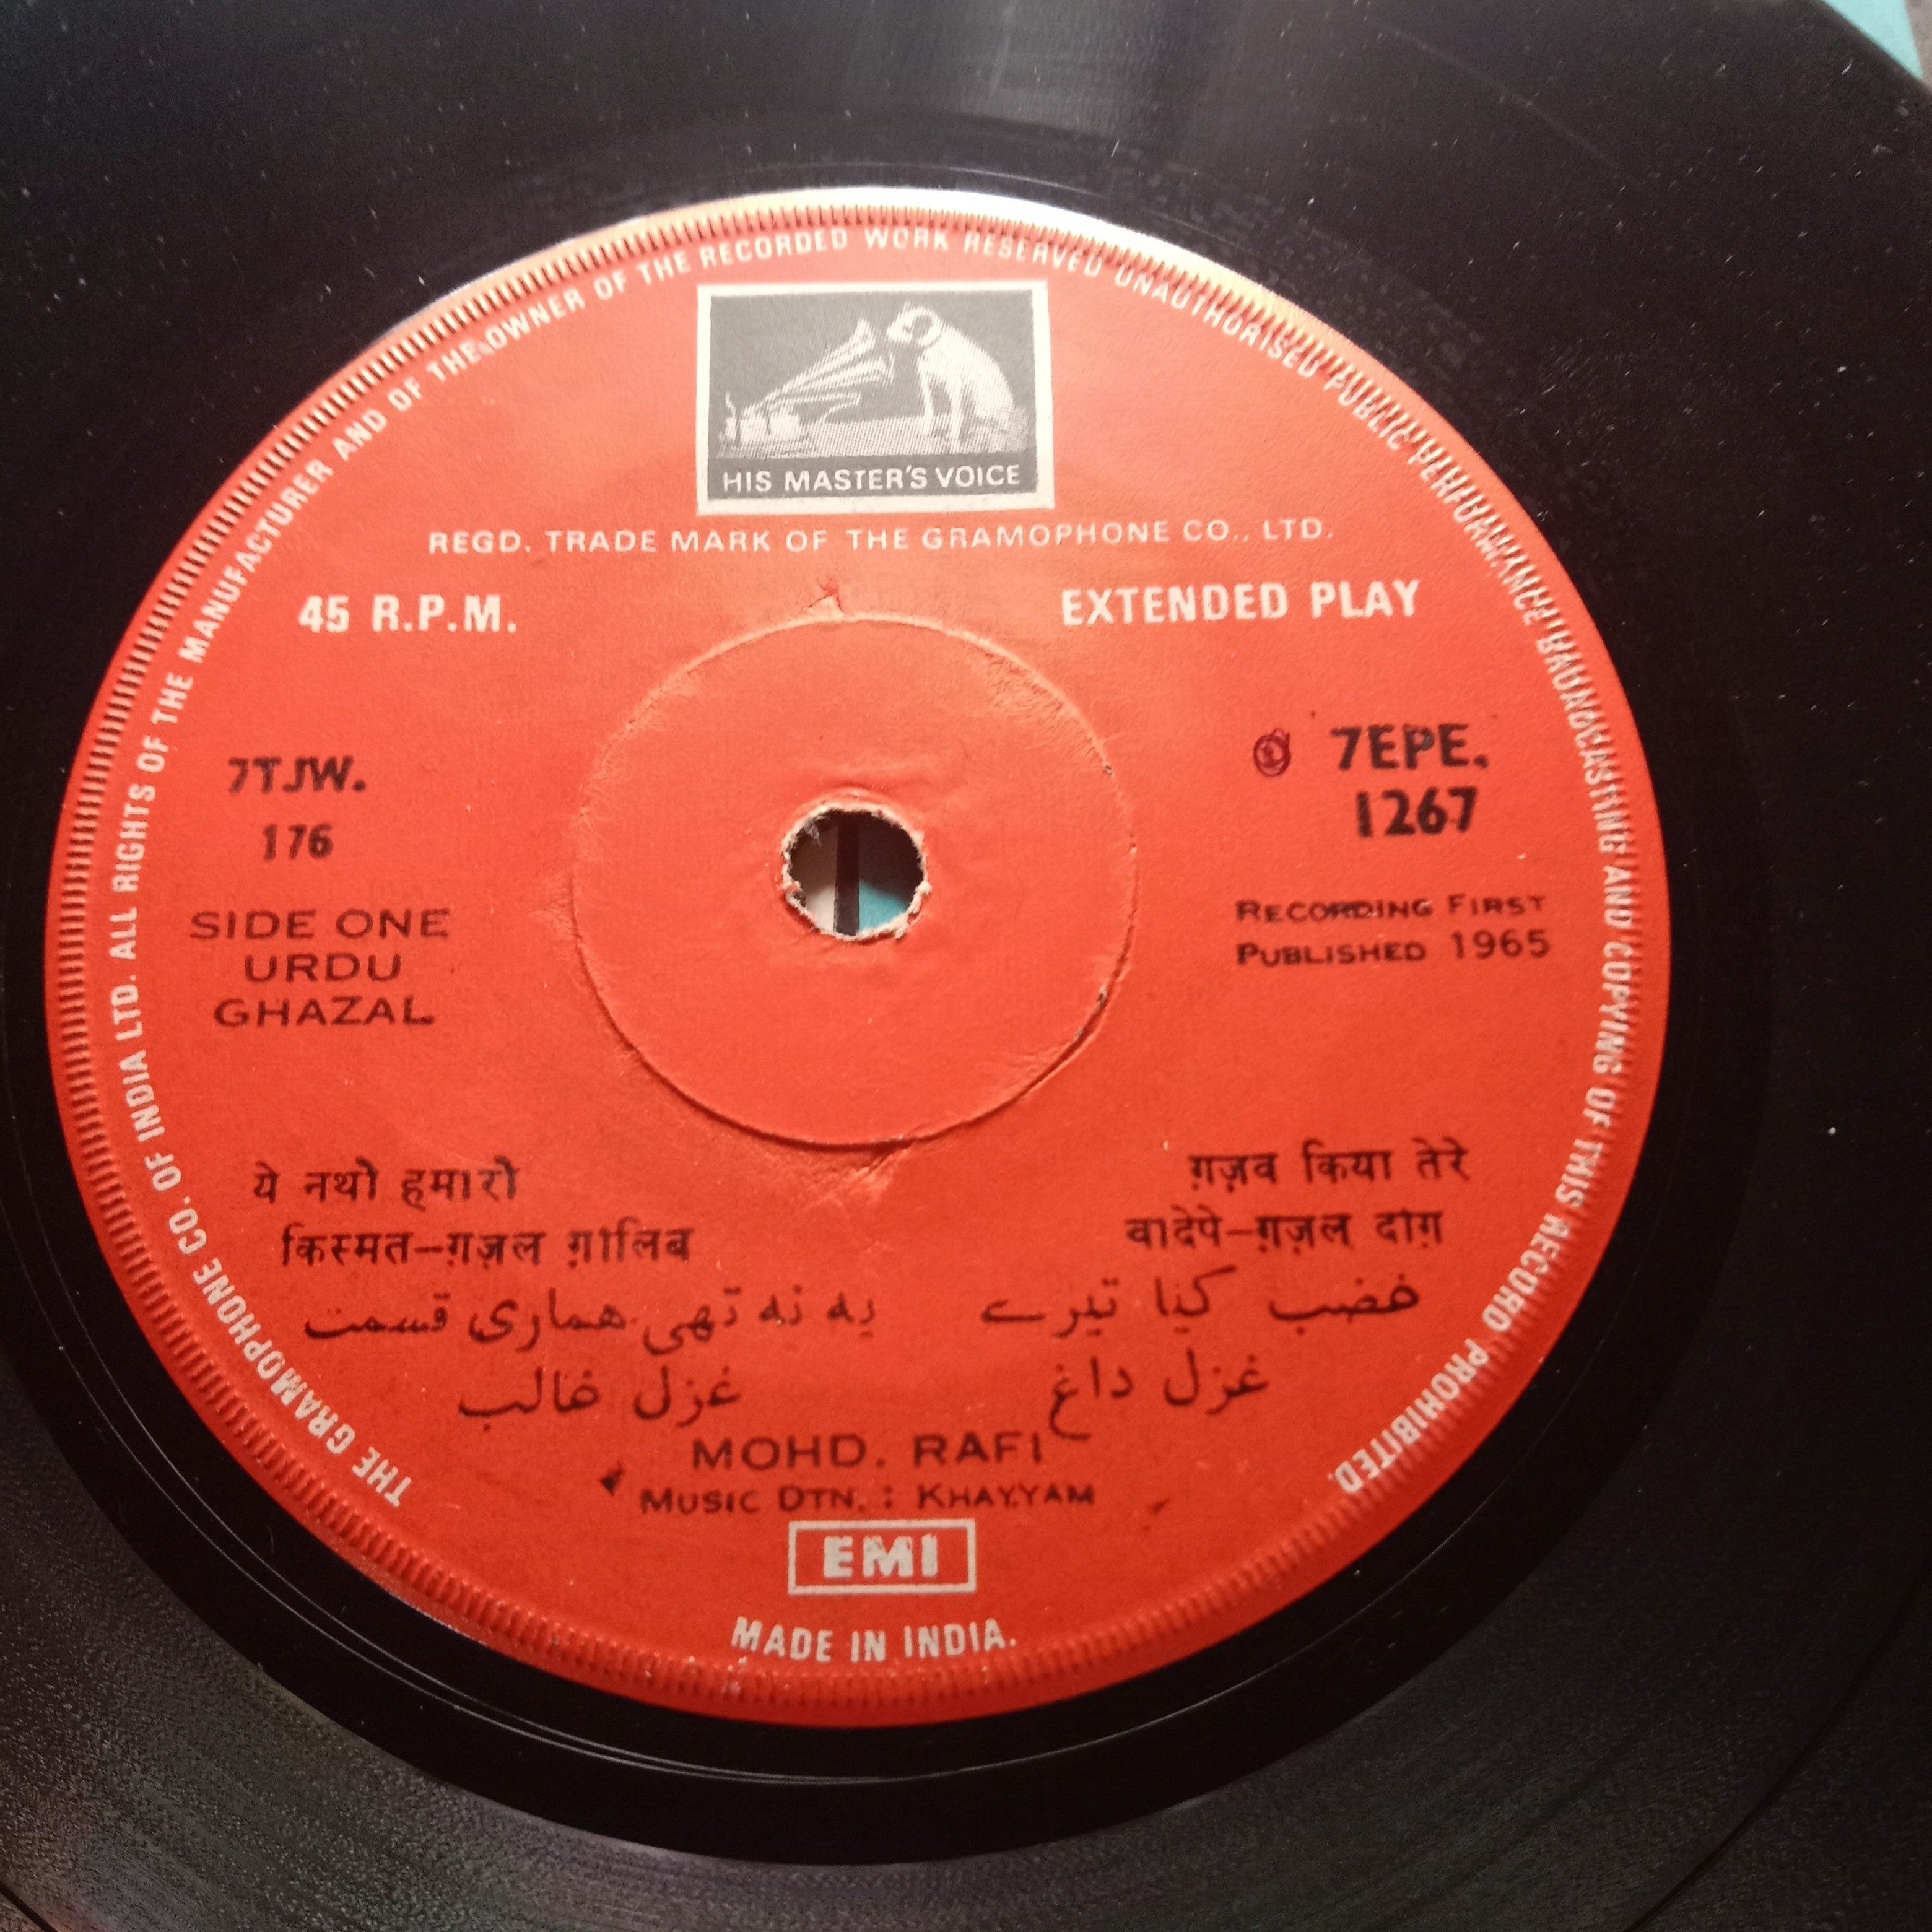 THE GRAMOPHONE CO. OF INDIA LTD. ALL RIGHTS OF THE MANUFACTURER AND OF THE OWNER OF THE RECORDED WORK RESERVED UNAUTHORISED PUBLIC PERFORMANCE BROADCASTING AND COPYING OF THIS RECORD PROHIBITED.
HIS MASTER'S VOICE
REGD. TRADE MARK OF THE GRAMOPHONE CO., LTD.
45 R.P.M.
EXTENDED PLAY
7TJW.
176
SIDE ONE
URDU
GHAZAL
7EPE.
1267
RECORDING FIRST
PUBLISHED 1965
ये नथी हमारी
किस्मत-ग़ज़ल ग़ालिब
ग़ज़ब किया तेरे
वादेपे-ग़ज़ल दाग़
یه نه تهی هماری قسمت
غزل غالب
غضب کیا تیرے
غزل داغ
MOHD. RAFI
MUSIC DTN. : KHAYYAM
EMI
MADE IN INDIA.